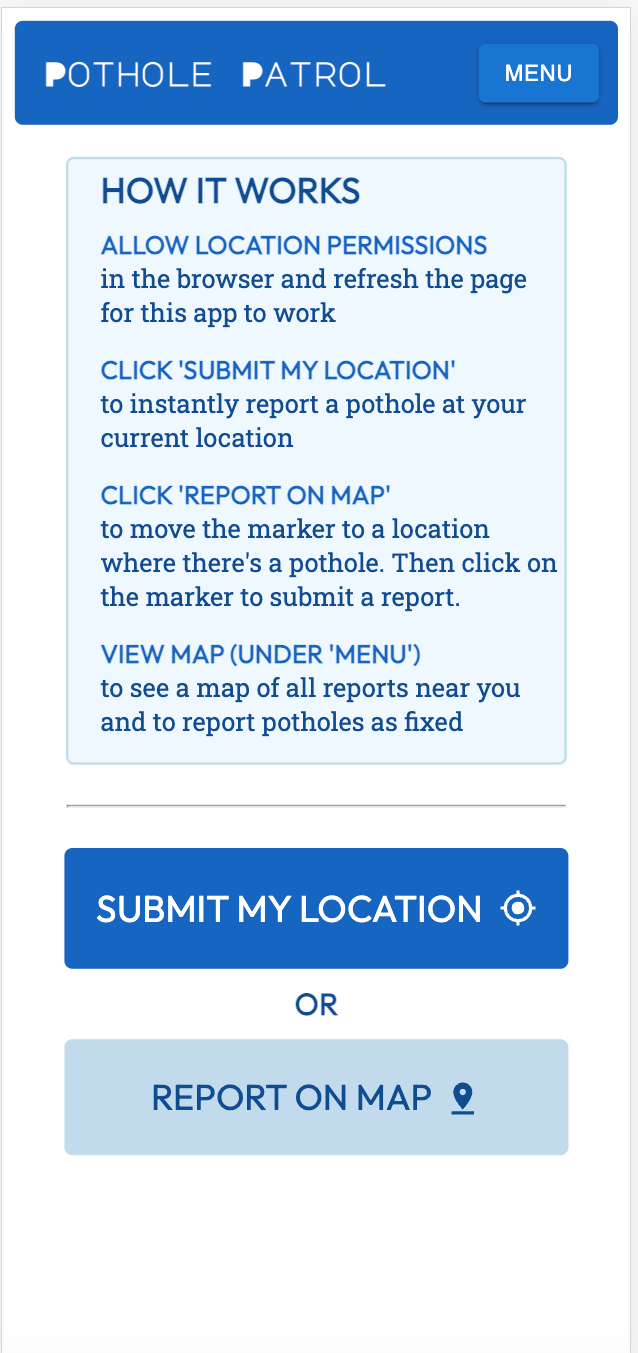 POTHOLE PATROL
MENU
HOW IT WORKS
ALLOW LOCATION PERMISSIONS
in the browser and refresh the page
for this app to work
CLICK 'SUBMIT MY LOCATION'
to instantly report a pothole at your
current location
CLICK 'REPORT ON MAP'
to move the marker to a location
where there's a pothole. Then click on
the marker to submit a report.
VIEW MAP (UNDER 'MENU')
to see a map of all reports near you
and to report potholes as fixed
SUBMIT MY LOCATION
OR
REPORT ON MAP